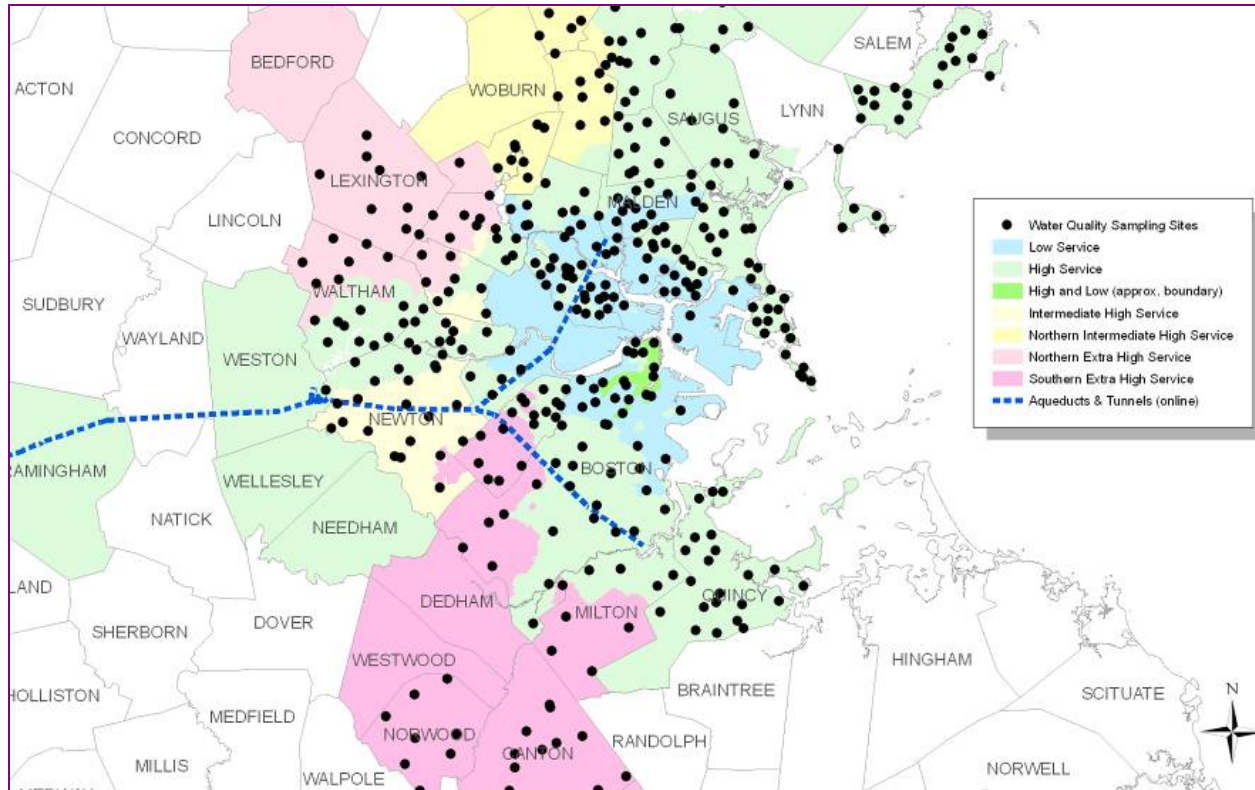 SALEM
BEDFORD
ACTON
WOBURN
LYNN
SAUGUS
CONCORD
LEXINGTON
MALDEN
LINCOLN
Water Quality Sampling Sites
Low Service
High Service
High and Low (approx. boundary)
Intermediate High Service
Northern Intermediate High Service
Northern Extra High Service
Southern Extra High Service
Aqueducts & Tunnels (online)
WALTHAM
SUDBURY
WAYLAND
WESTON
NEWTON
RAMINGHAM
BOSTON
WELLESLEY
NATICK
NEEDHAM
LAND
DEDHAM
QUINCY
MILTON
DOVER
SHERBORN
WESTWOOD
HINGHAM
BRAINTREE
SCITUATE
HOLLISTON
MEDFIELD
N
NORWOOD
RANDOLPH
CANTON
MILLIS
NORWELL
WALPOLE